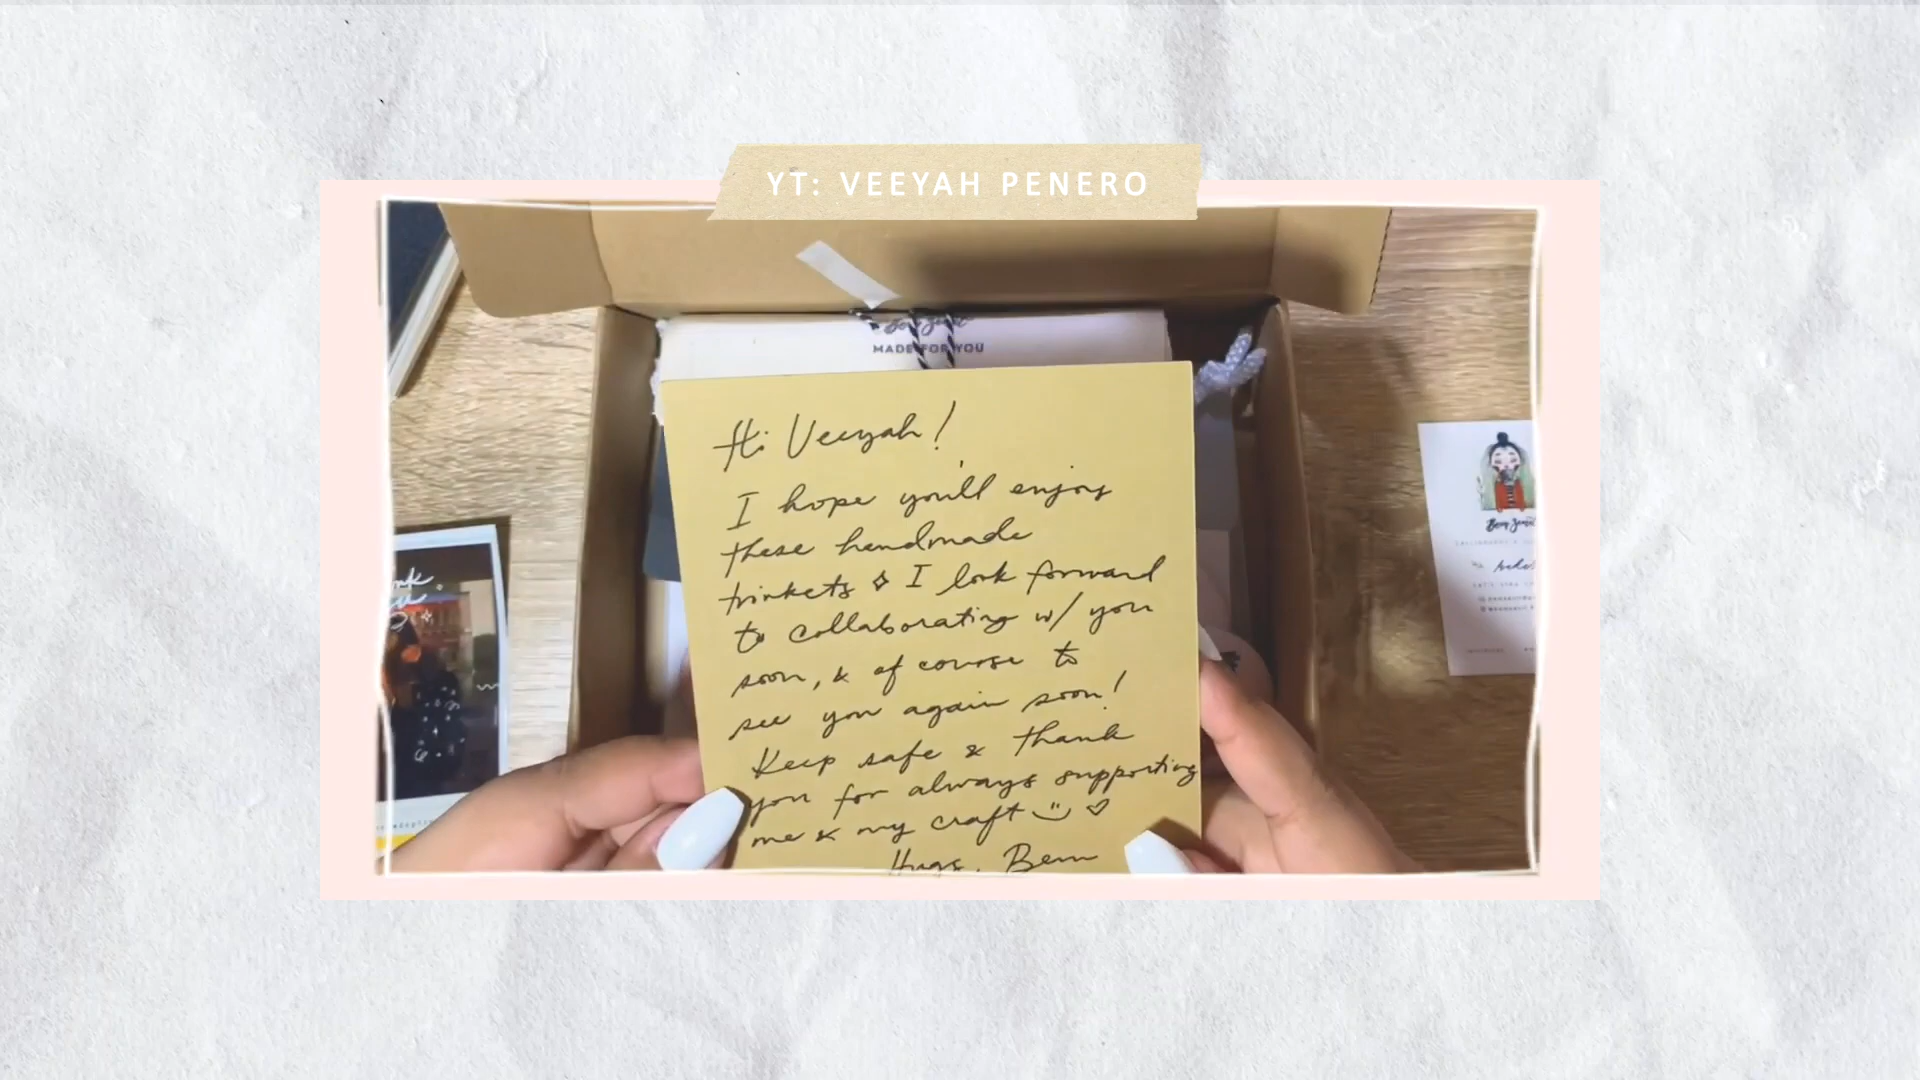 YT: VEEYAH PENERO
MADE FOR YOU
Hi Veeyah!
I hope you'll enjoy
these handmade
trinkets & I look forward
to collaborating w/ you
soon, & of course to
see you again soon!
Keep safe & thank
you for always supporting
me & my craft
Hugs, Bem